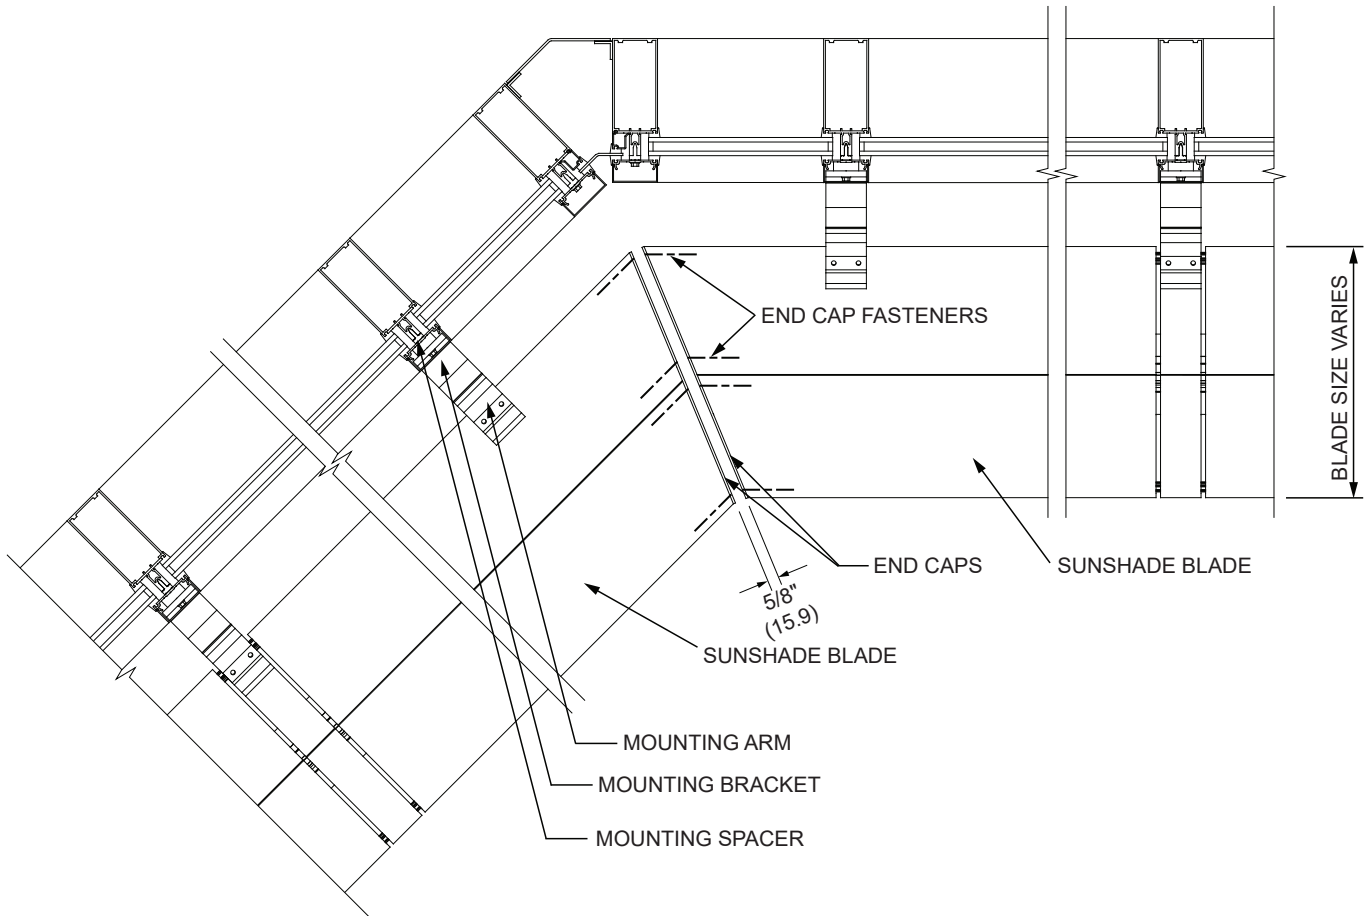 END CAP FASTENERS
BLADE SIZE VARIES
END CAPS
SUNSHADE BLADE
5/8"
(15.9)
SUNSHADE BLADE
MOUNTING ARM
MOUNTING BRACKET
MOUNTING SPACER